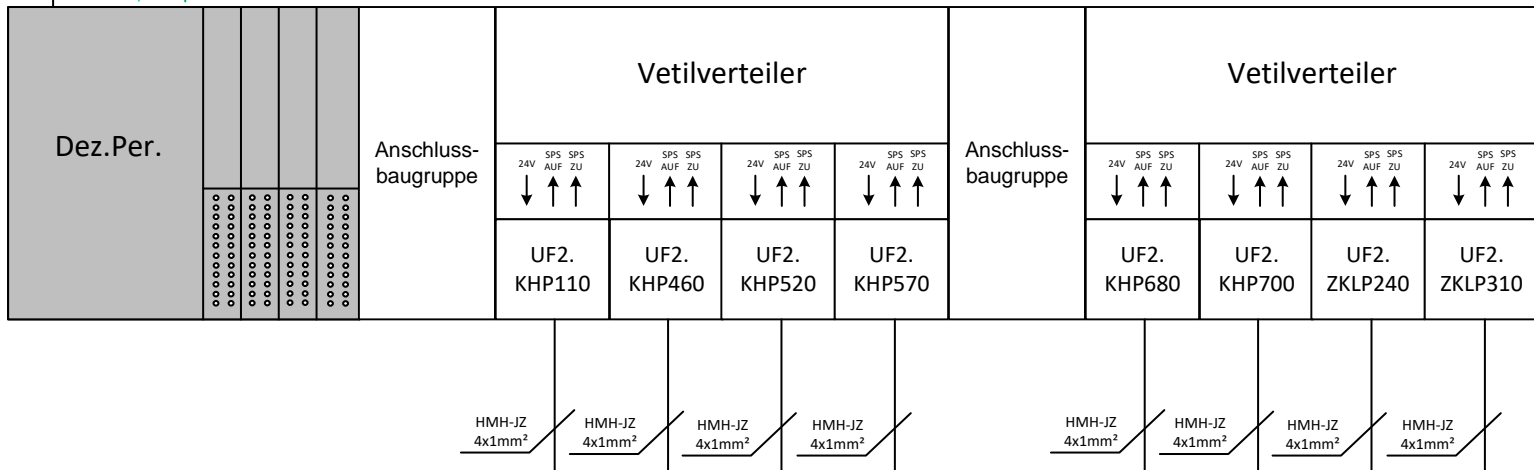 Vetilverteiler
Vetilverteiler
Dez.Per.
Anschluss-
baugruppe
Anschluss-
baugruppe
24V SPS AUF SPS ZU
24V SPS AUF SPS ZU
24V SPS AUF SPS ZU
24V SPS AUF SPS ZU
24V SPS AUF SPS ZU
24V SPS AUF SPS ZU
24V SPS AUF SPS ZU
24V SPS AUF SPS ZU
UF2.
KHP110
UF2.
KHP460
UF2.
KHP520
UF2.
KHP570
UF2.
KHP680
UF2.
KHP700
UF2.
ZKLP240
UF2.
ZKLP310
HMH-JZ
4x1mm²
HMH-JZ
4x1mm²
HMH-JZ
4x1mm²
HMH-JZ
4x1mm²
HMH-JZ
4x1mm²
HMH-JZ
4x1mm²
HMH-JZ
4x1mm²
HMH-JZ
4x1mm²